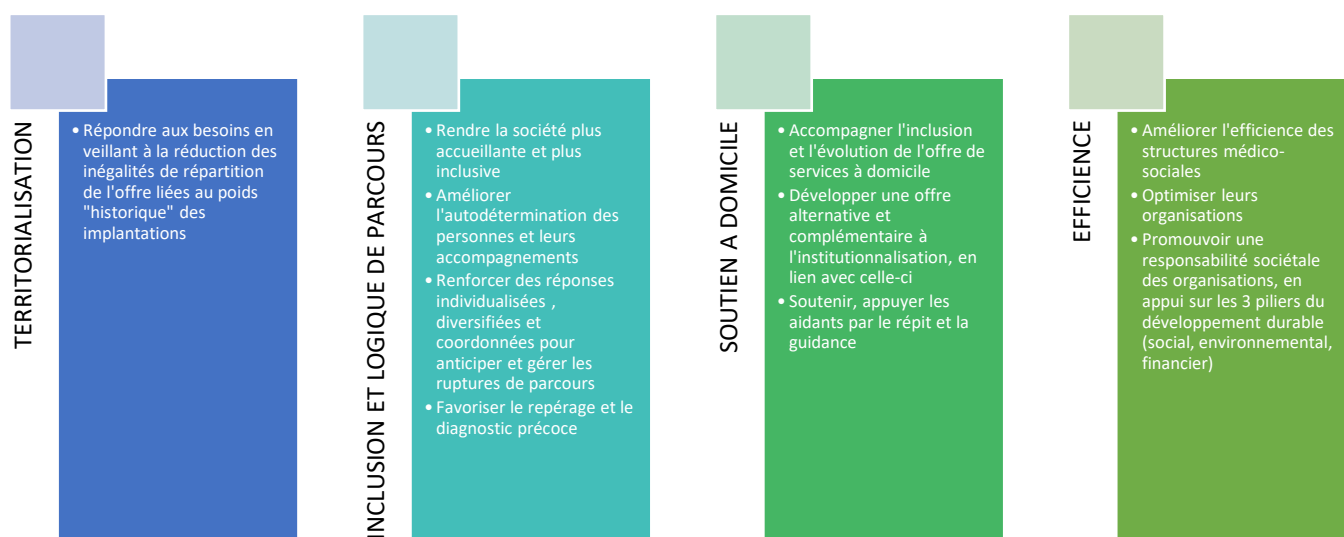 TERRITORIALISATION
• Répondre aux besoins en
veillant à la réduction des
inégalités de répartition
de l'offre liées au poids
"historique" des
implantations
INCLUSION ET LOGIQUE DE PARCOURS
• Rendre la société plus
accueillante et plus
inclusive
• Améliorer
l'autodétermination des
personnes et leurs
accompagnements
• Renforcer des réponses
individualisées ,
diversifiées et
coordonnées pour
anticiper et gérer les
ruptures de parcours
• Favoriser le repérage et le
diagnostic précoce
SOUTIEN A DOMICILE
• Accompagner l'inclusion
et l'évolution de l'offre de
services à domicile
• Développer une offre
alternative et
complémentaire à
l'institutionnalisation, en
lien avec celle-ci
• Soutenir, appuyer les
aidants par le répit et la
guidance
EFFICIENCE
• Améliorer l'efficience des
structures médico-
sociales
• Optimiser leurs
organisations
• Promouvoir une
responsabilité sociétale
des organisations, en
appui sur les 3 piliers du
développement durable
(social, environnemental,
financier)